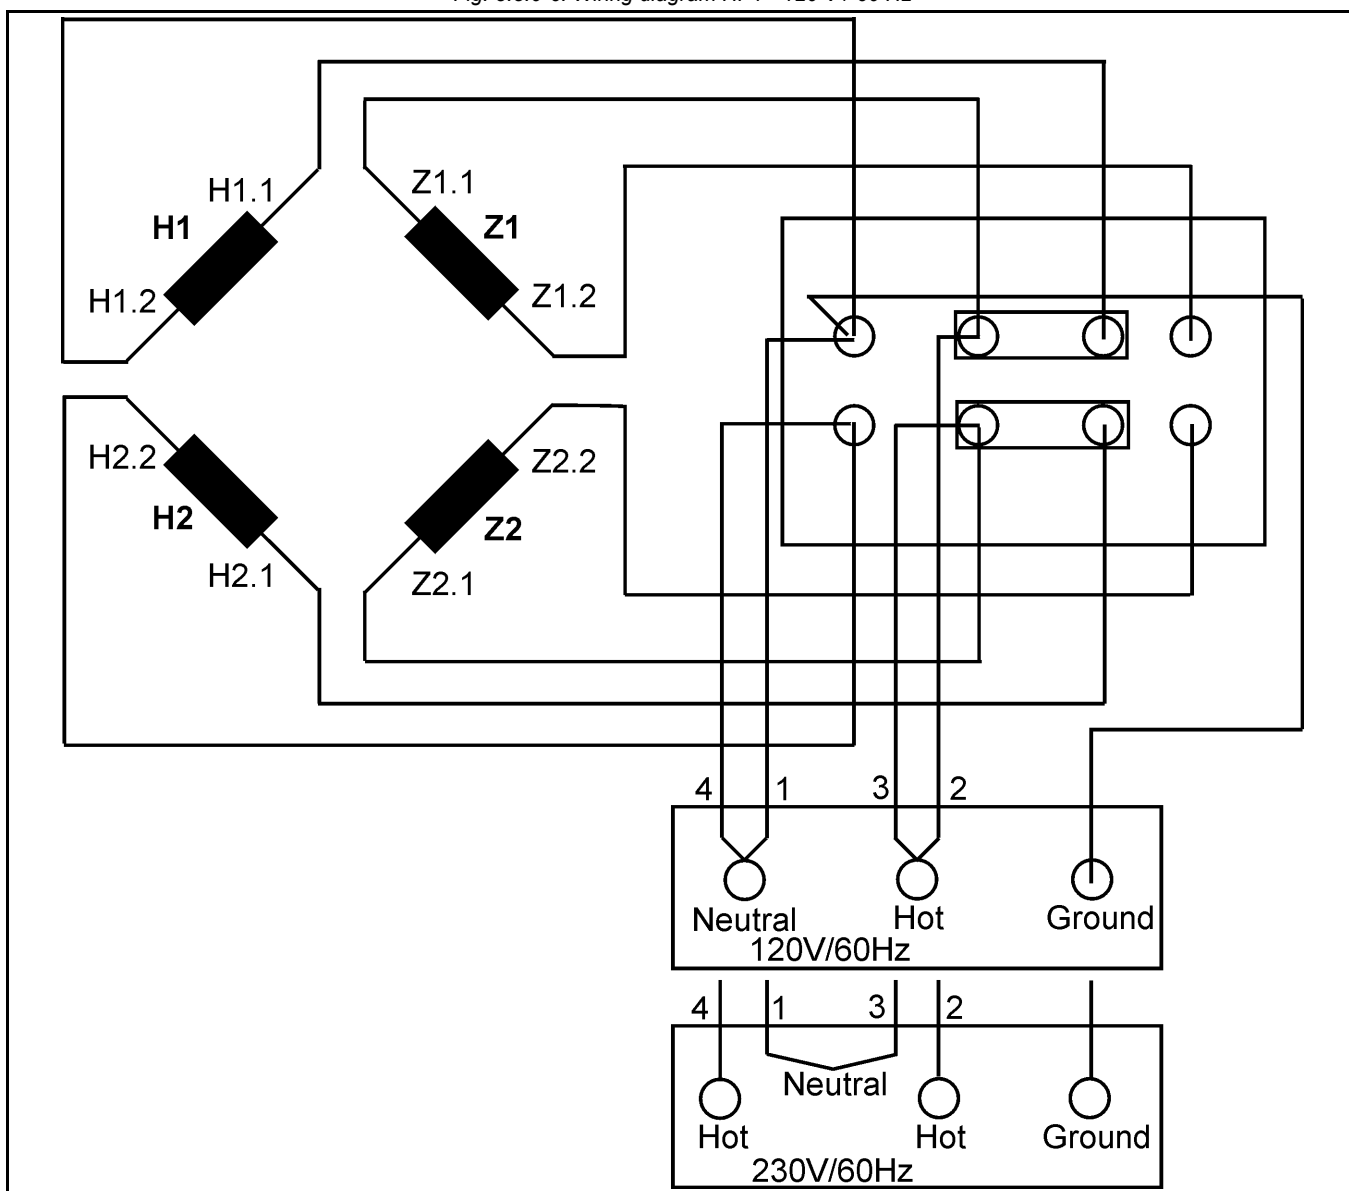 H1.1
Z1.1
H1
Z1
H1.2
Z1.2
H2.2
Z2.2
H2
Z2
H2.1
Z2.1
4 1 3 2
Neutral Hot Ground
120V/60Hz
4 1 3 2
Neutral
Hot Hot Ground
230V/60Hz